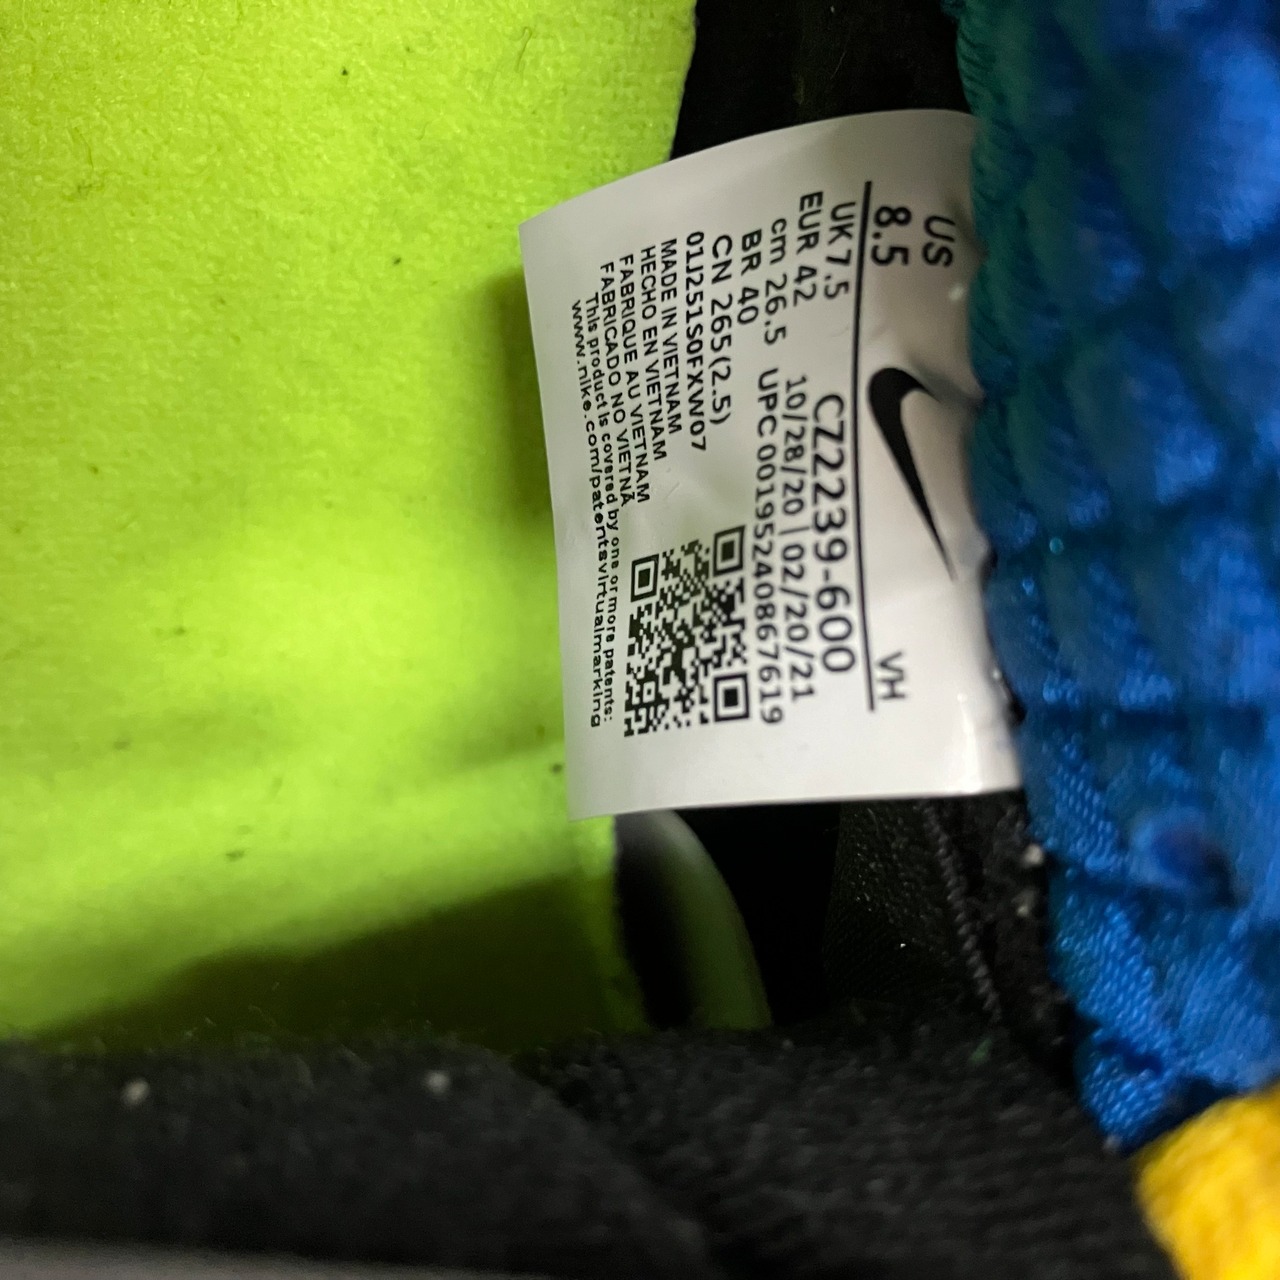 US
8.5
VH
UK 7.5
EUR 42
cm 26.5
BR 40
CN 265(2.5)
CZ2239-600
10/28/20 | 02/20/21
UPC 00195240867619
01J251S0FXW07
MADE IN VIETNAM
HECHO EN VIETNAM
FABRIQUE AU VIETNAM
FABRICADO NO VIETNÃ
This product is covered by one or more patents:
www.nike.com/patentsvirtualmarking